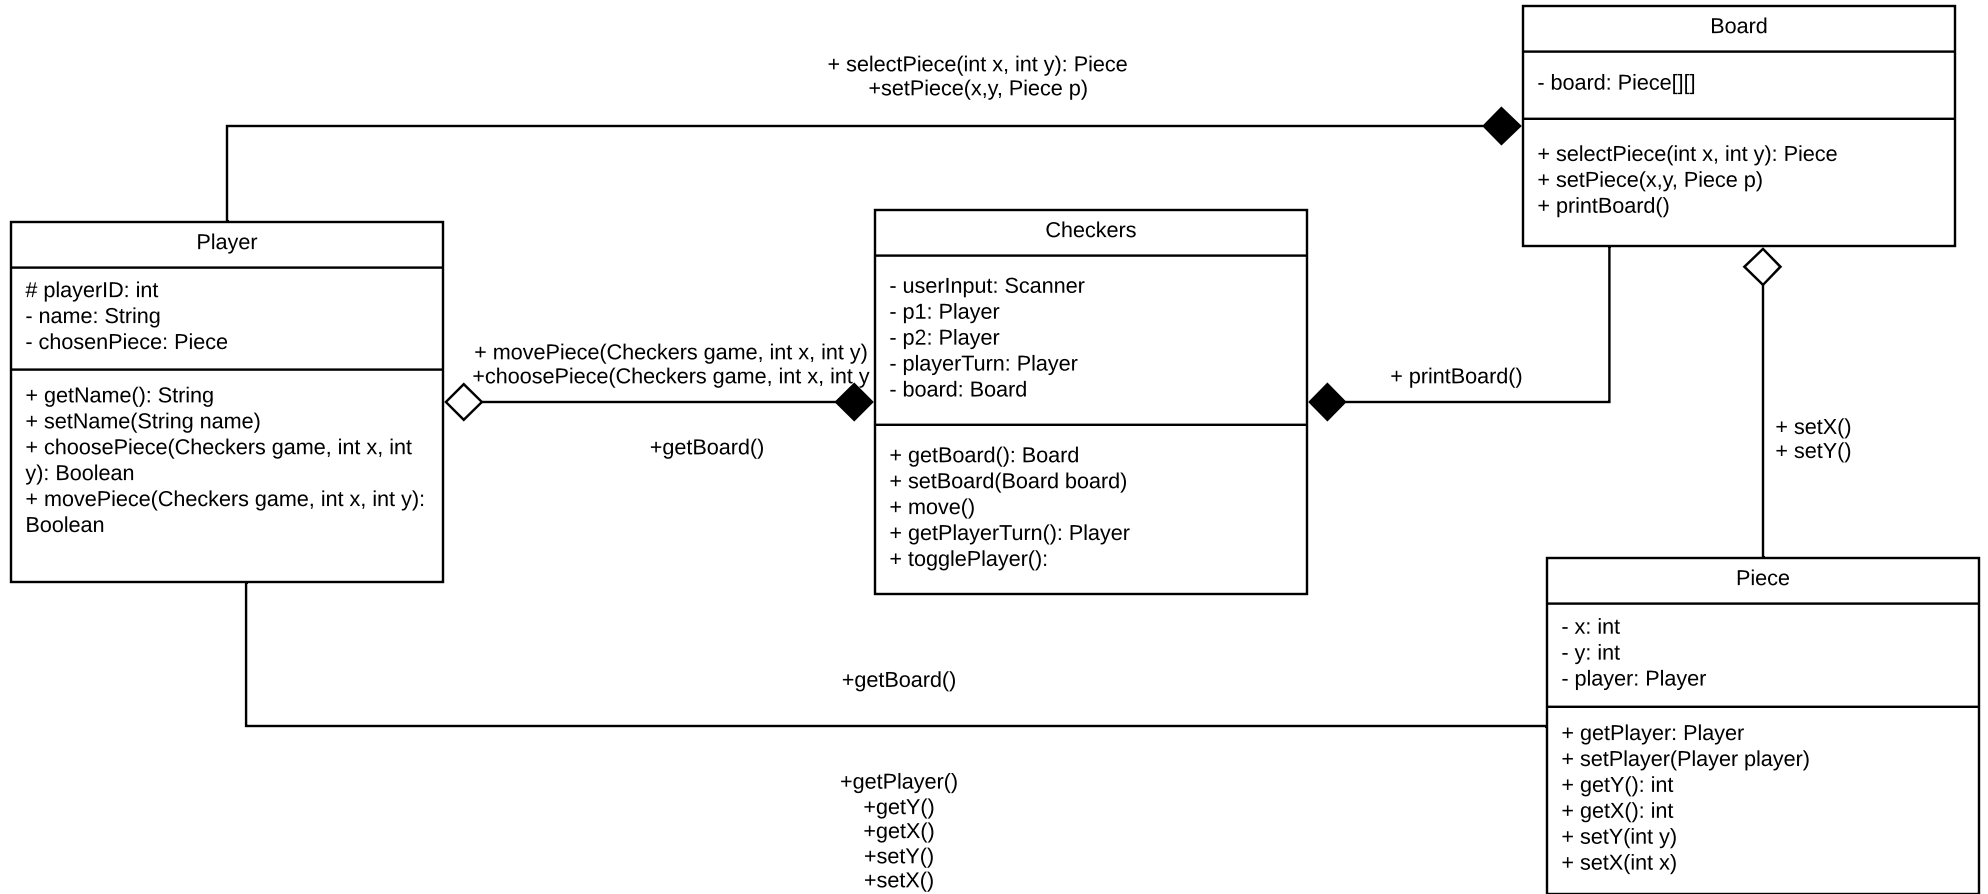 Board
- board: Piece[][]
+ selectPiece(int x, int y): Piece
+ setPiece(x,y, Piece p)
+ printBoard()
+ selectPiece(int x, int y): Piece
+setPiece(x,y, Piece p)
Player
# playerID: int
- name: String
- chosenPiece: Piece
+ getName(): String
+ setName(String name)
+ choosePiece(Checkers game, int x, int
y): Boolean
+ movePiece(Checkers game, int x, int y):
Boolean
+ movePiece(Checkers game, int x, int y)
+choosePiece(Checkers game, int x, int y
+getBoard()
Checkers
- userInput: Scanner
- p1: Player
- p2: Player
- playerTurn: Player
- board: Board
+ getBoard(): Board
+ setBoard(Board board)
+ move()
+ getPlayerTurn(): Player
+ togglePlayer():
+ printBoard()
+ setX()
+ setY()
Piece
- x: int
- y: int
- player: Player
+ getPlayer: Player
+ setPlayer(Player player)
+ getY(): int
+ getX(): int
+ setY(int y)
+ setX(int x)
+getBoard()
+getPlayer()
+getY()
+getX()
+setY()
+setX()